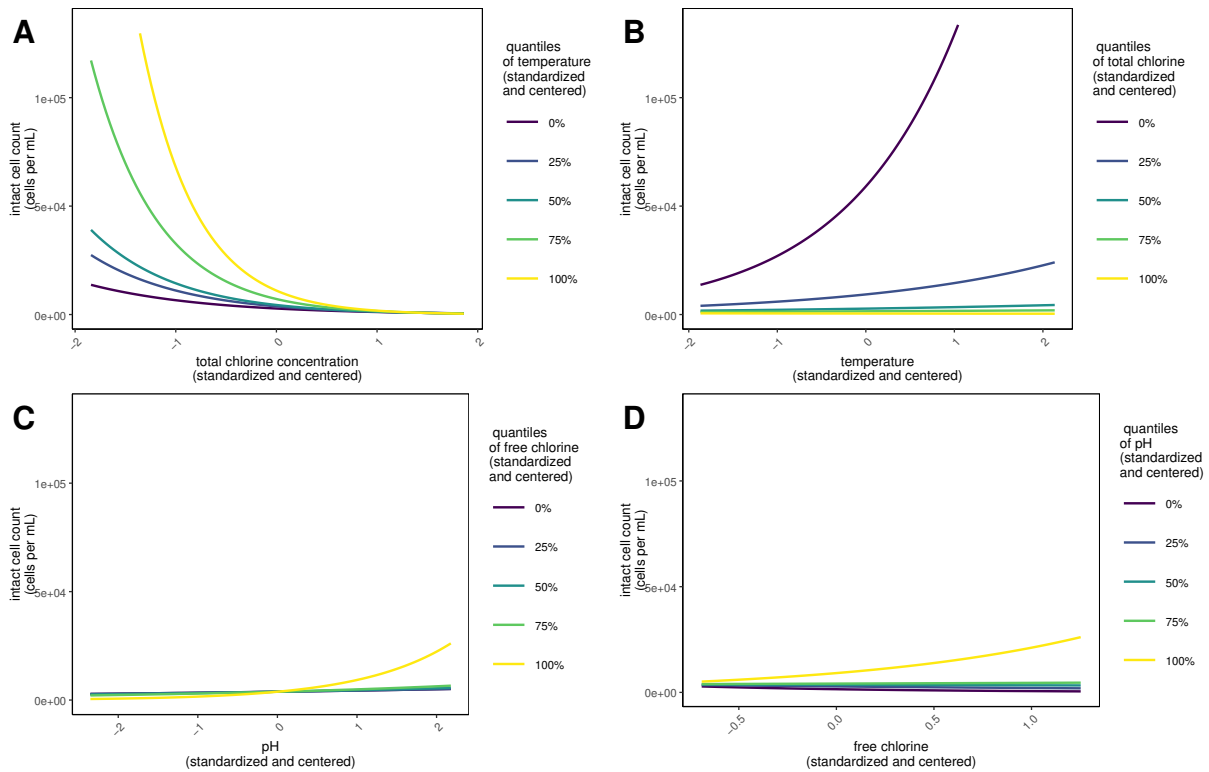 A
1e+05
5e+04
0e+00
intact cell count
(cells per mL)
−2
−1
0
1
2
total chlorine concentration
(standardized and centered)
quantiles
of temperature
(standardized
and centered)
0%
25%
50%
75%
100%
B
1e+05
5e+04
0e+00
intact cell count
(cells per mL)
−2
−1
0
1
2
temperature
(standardized and centered)
quantiles
of total chlorine
(standardized
and centered)
0%
25%
50%
75%
100%
C
1e+05
5e+04
0e+00
intact cell count
(cells per mL)
−2
−1
0
1
2
pH
(standardized and centered)
quantiles
of free chlorine
(standardized
and centered)
0%
25%
50%
75%
100%
D
1e+05
5e+04
0e+00
intact cell count
(cells per mL)
−0.5
0.0
0.5
1.0
free chlorine
(standardized and centered)
quantiles
of pH
(standardized
and centered)
0%
25%
50%
75%
100%